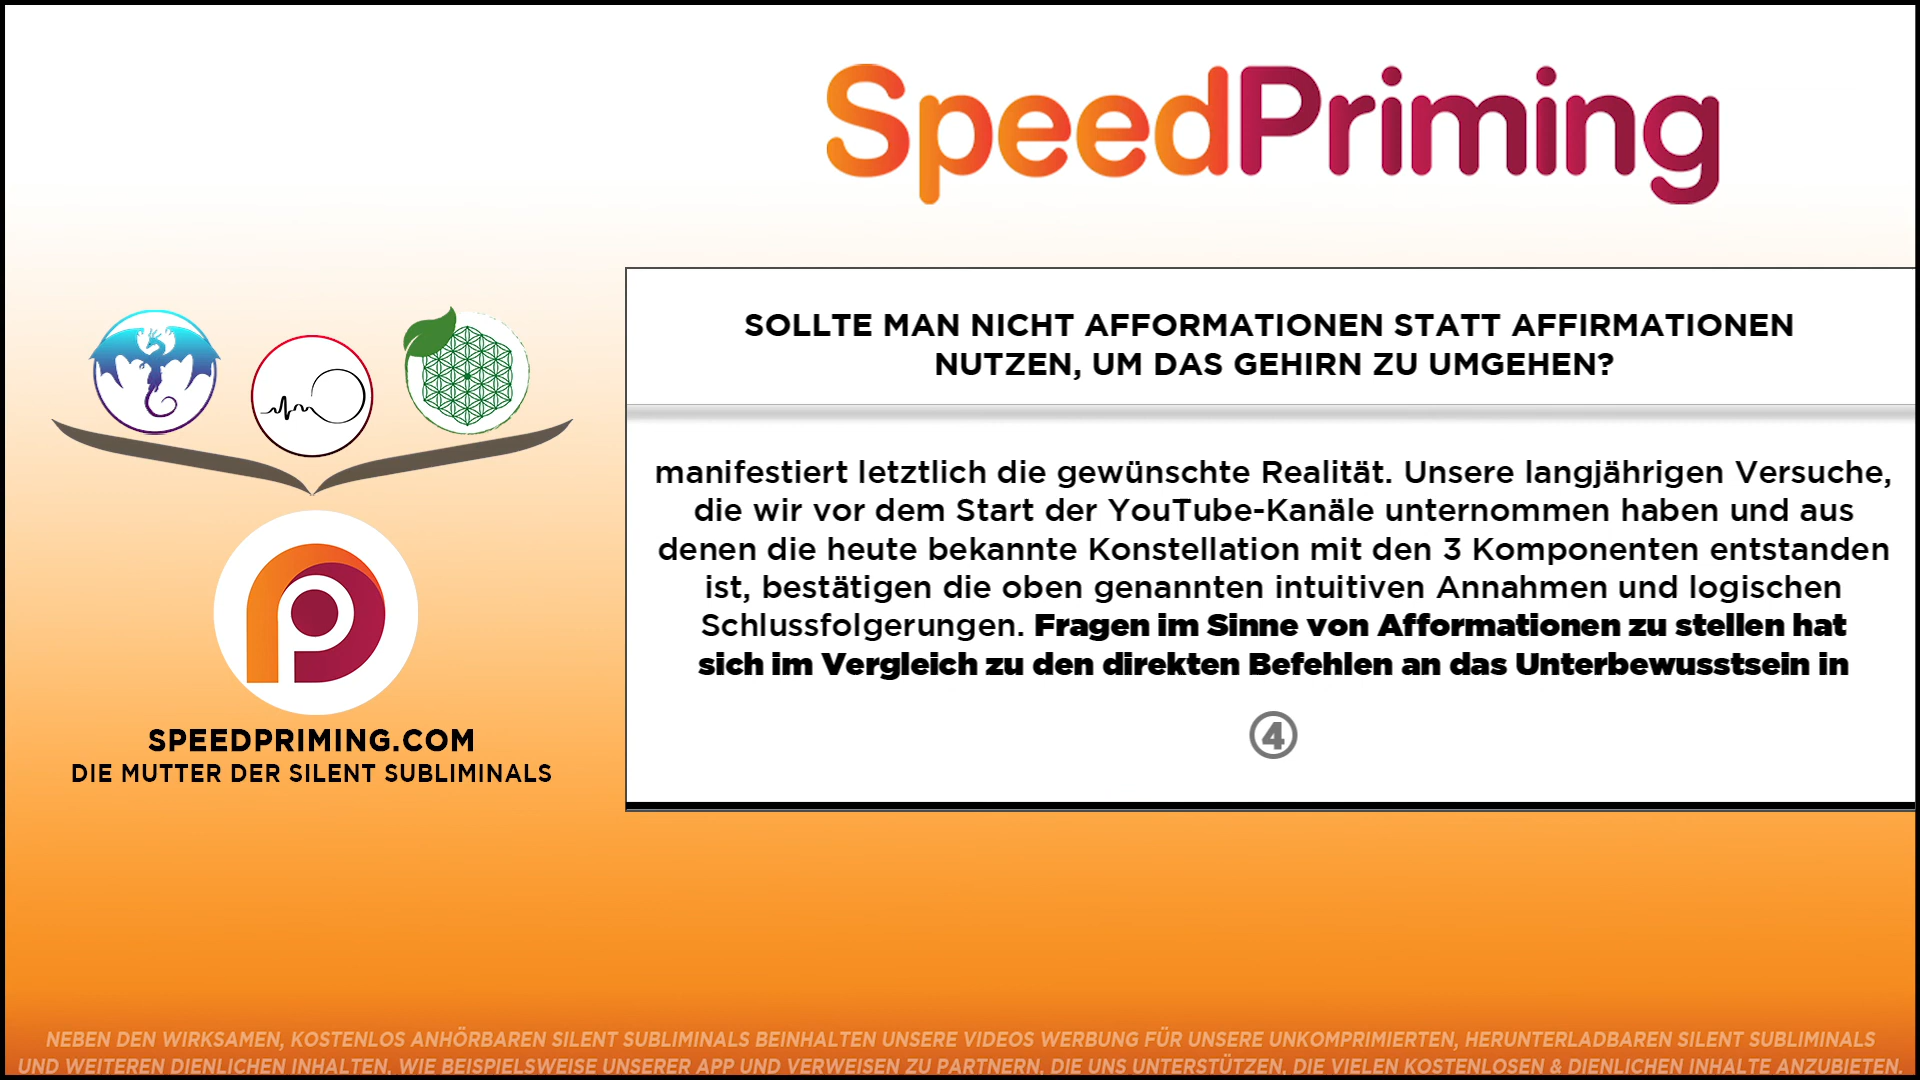 SpeedPriming
SOLLTE MAN NICHT AFFORMATIONEN STATT AFFIRMATIONEN
NUTZEN, UM DAS GEHIRN ZU UMGEHEN?
manifestiert letztlich die gewünschte Realität. Unsere langjährigen Versuche,
die wir vor dem Start der YouTube-Kanäle unternommen haben und aus
denen die heute bekannte Konstellation mit den 3 Komponenten entstanden
ist, bestätigen die oben genannten intuitiven Annahmen und logischen
Schlussfolgerungen. Fragen im Sinne von Afformationen zu stellen hat
sich im Vergleich zu den direkten Befehlen an das Unterbewusstsein in
4
SPEEDPRIMING.COM
DIE MUTTER DER SILENT SUBLIMINALS
NEBEN DEN WIRKSAMEN, KOSTENLOS ANHÖRBAREN SILENT SUBLIMINALS BEINHALTEN UNSERE VIDEOS WERBUNG FÜR UNSERE UNKOMPRIMIERTEN, HERUNTERLADBAREN SILENT SUBLIMINALS
UND WEITEREN DIENLICHEN INHALTEN, WIE BEISPIELSWEISE UNSERER APP UND VERWEISEN ZU PARTNERN, DIE UNS UNTERSTÜTZEN, DIE VIELEN KOSTENLOSEN & DIENLICHEN INHALTE ANZUBIETEN.